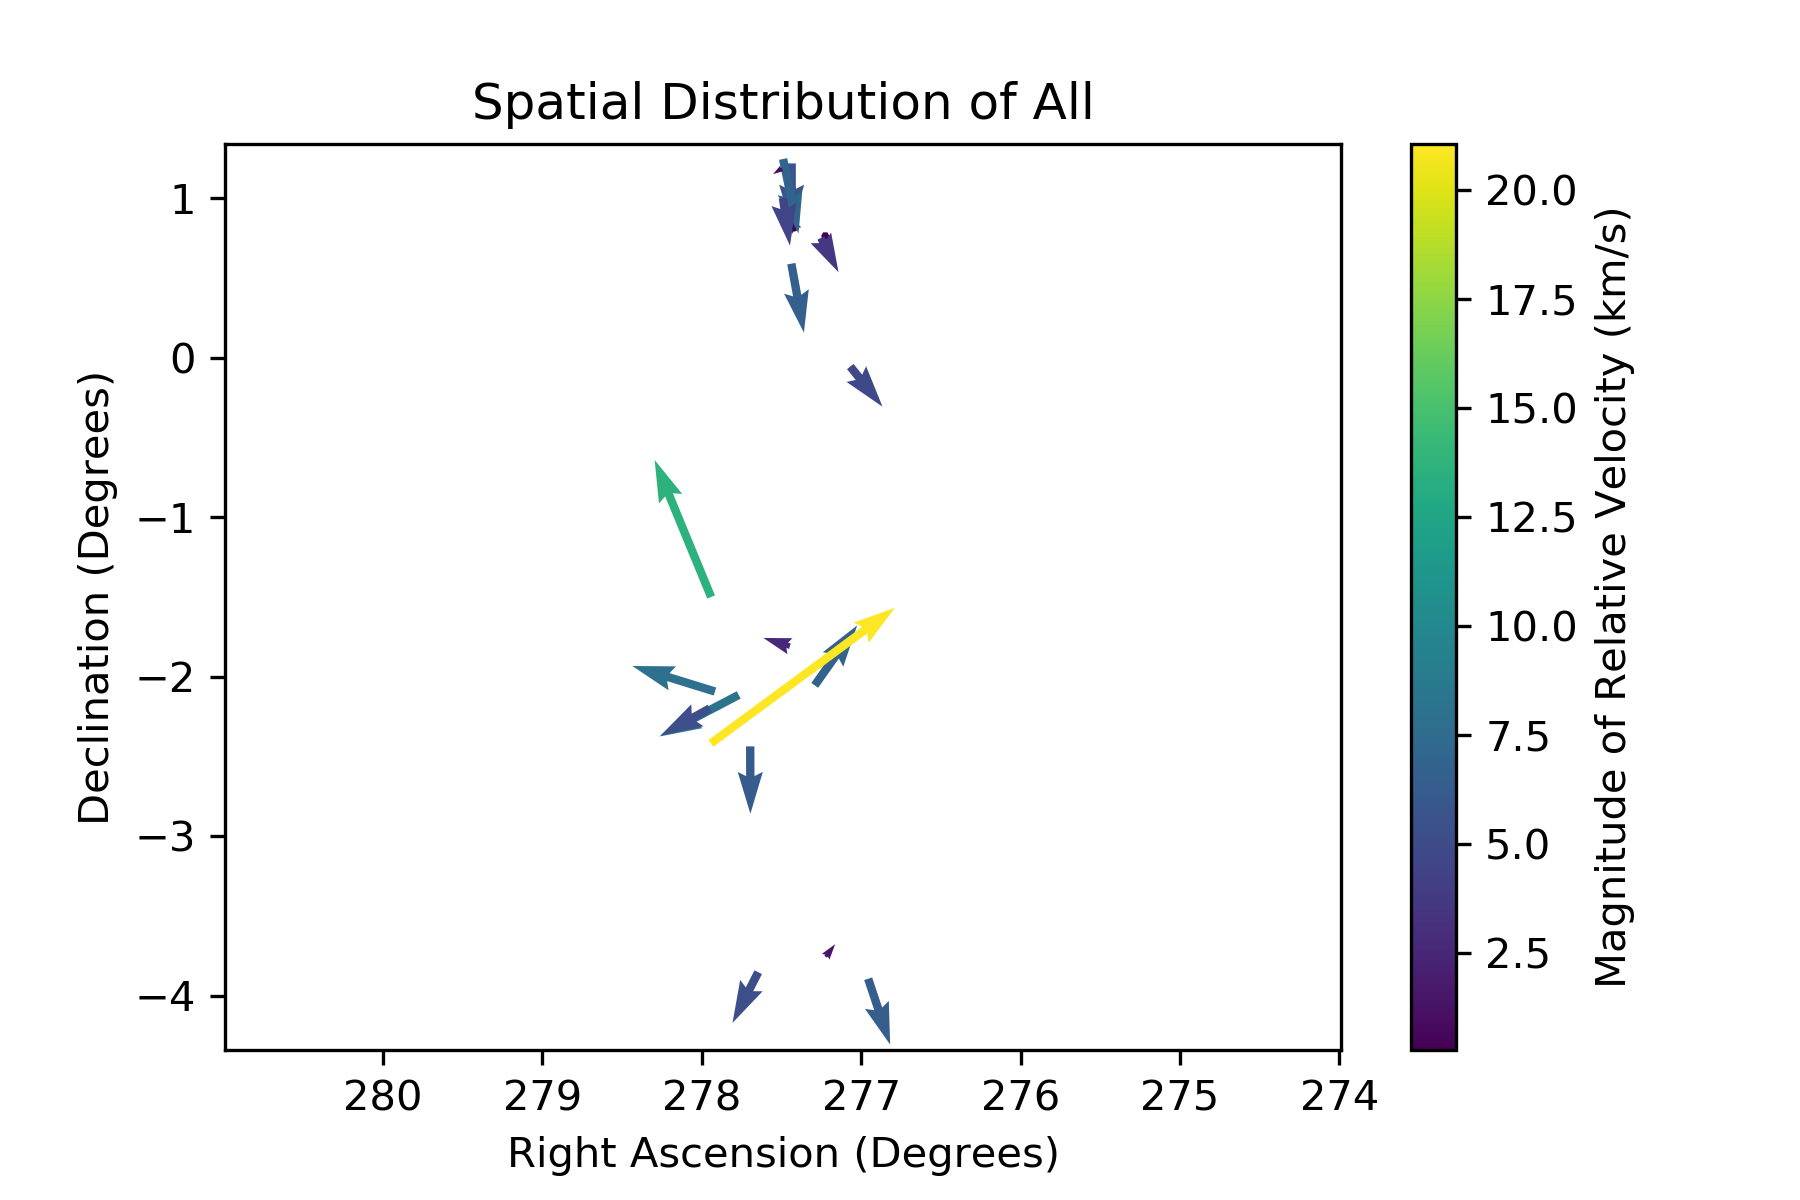 Spatial Distribution of All
1
0
−1
−2
−3
−4
Declination (Degrees)
280 279 278 277 276 275 274
Right Ascension (Degrees)
20.0
17.5
15.0
12.5
10.0
7.5
5.0
2.5
Magnitude of Relative Velocity (km/s)